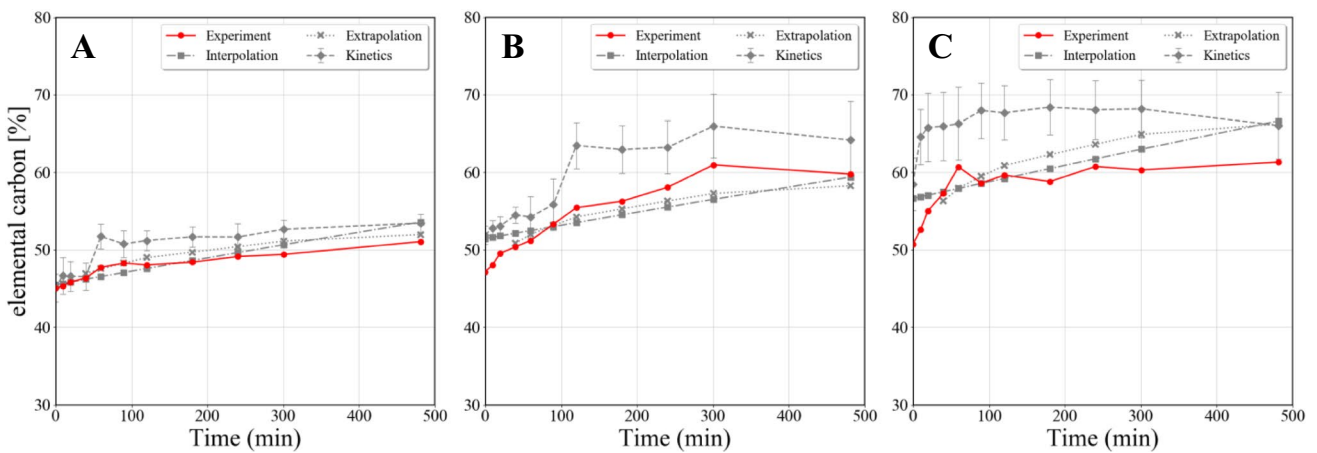 A
Experiment
Extrapolation
Interpolation
Kinetics
elemental carbon [%]
80
70
60
50
40
30
0
100
200
300
400
500
Time (min)
B
Experiment
Extrapolation
Interpolation
Kinetics
80
70
60
50
40
30
0
100
200
300
400
500
Time (min)
C
Experiment
Extrapolation
Interpolation
Kinetics
80
70
60
50
40
30
0
100
200
300
400
500
Time (min)